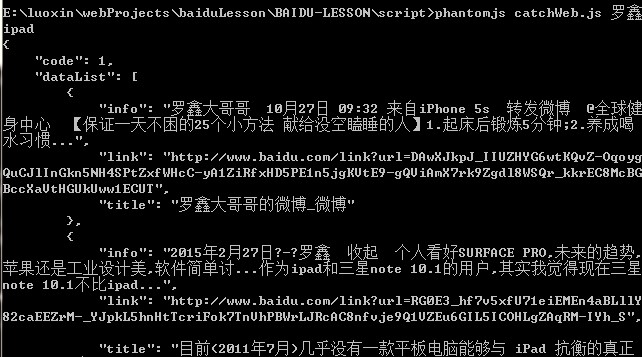 E:\luoxin\webProjects\baiduLesson\BAIDU-LESSON\script>phantomjs catchWeb.js 罗鑫
ipad
{
    "code": 1,
    "dataList": [
        {
            "info": "罗鑫大哥哥  10月27日 09:32 来自iPhone 5s  转发微博  @全球健
身中心  【保证一天不困的25个小方法 献给没空瞌睡的人】1.起床后锻炼5分钟;2.养成喝
水习惯...",
            "link": "http://www.baidu.com/link?url=DAwXJkpJ_IIUZHYG6wtKQvZ-Oqoyg
QuCJlInGkn5NH4SPtZxfWHcC-yA1ZiRfxHD5PE1n5jgKVtE9-gQViAmX7rk9Zgdl8WSQr_kkrEC8McBG
BccXaVtHGUkUww1ECUT",
            "title": "罗鑫大哥哥的微博_微博"
        },
        {
            "info": "2015年2月27日?-?罗鑫  收起  个人看好SURFACE PRO,未来的趋势,
苹果还是工业设计美,软件简单讨...作为ipad和三星note 10.1的用户,其实我觉得现在三星
note 10.1不比ipad...",
            "link": "http://www.baidu.com/link?url=RG0E3_hf7v5xfU71eiEMEn4aBLllY
82caEEZrM-_YJpkL5hnHtTcriFok7TnVhPBWrLJRcAC8nfvje9Q1VZEu6GIL5ICOHLgZAqRM-IYh_S",

            "title": "目前(2011年7月)几乎没有一款平板电脑能够与 iPad 抗衡的真正